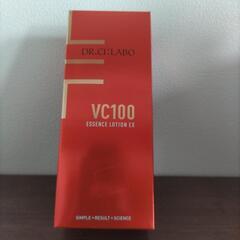 DR.CI:LABO
VC100
ESSENCE LOTION EX
SIMPLE • RESULT • SCIENCE